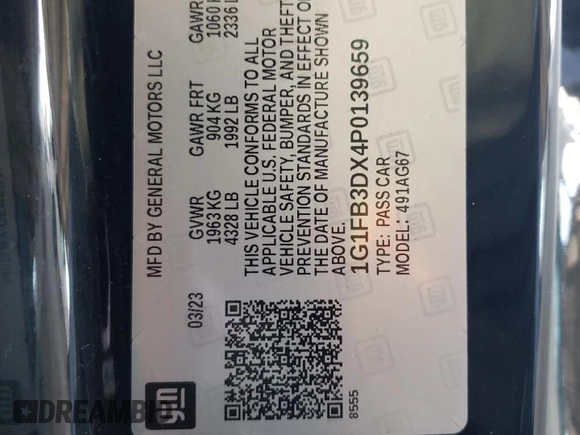 MFD BY GENERAL MOTORS LLC
03/23
GVWR
1963 KG
4328 LB
GAWR FRT
904 KG
1992 LB
GAWR
1060
2336
THIS VEHICLE CONFORMS TO ALL
APPLICABLE U.S. FEDERAL MOTOR
VEHICLE SAFETY, BUMPER, AND THEFT
PREVENTION STANDARDS IN EFFECT
THE DATE OF MANUFACTURE SHOWN
ABOVE.
1G1FB3DX4P0139659
TYPE: PASS CAR
MODEL: 491AG67
8555
gm
DREAMBID